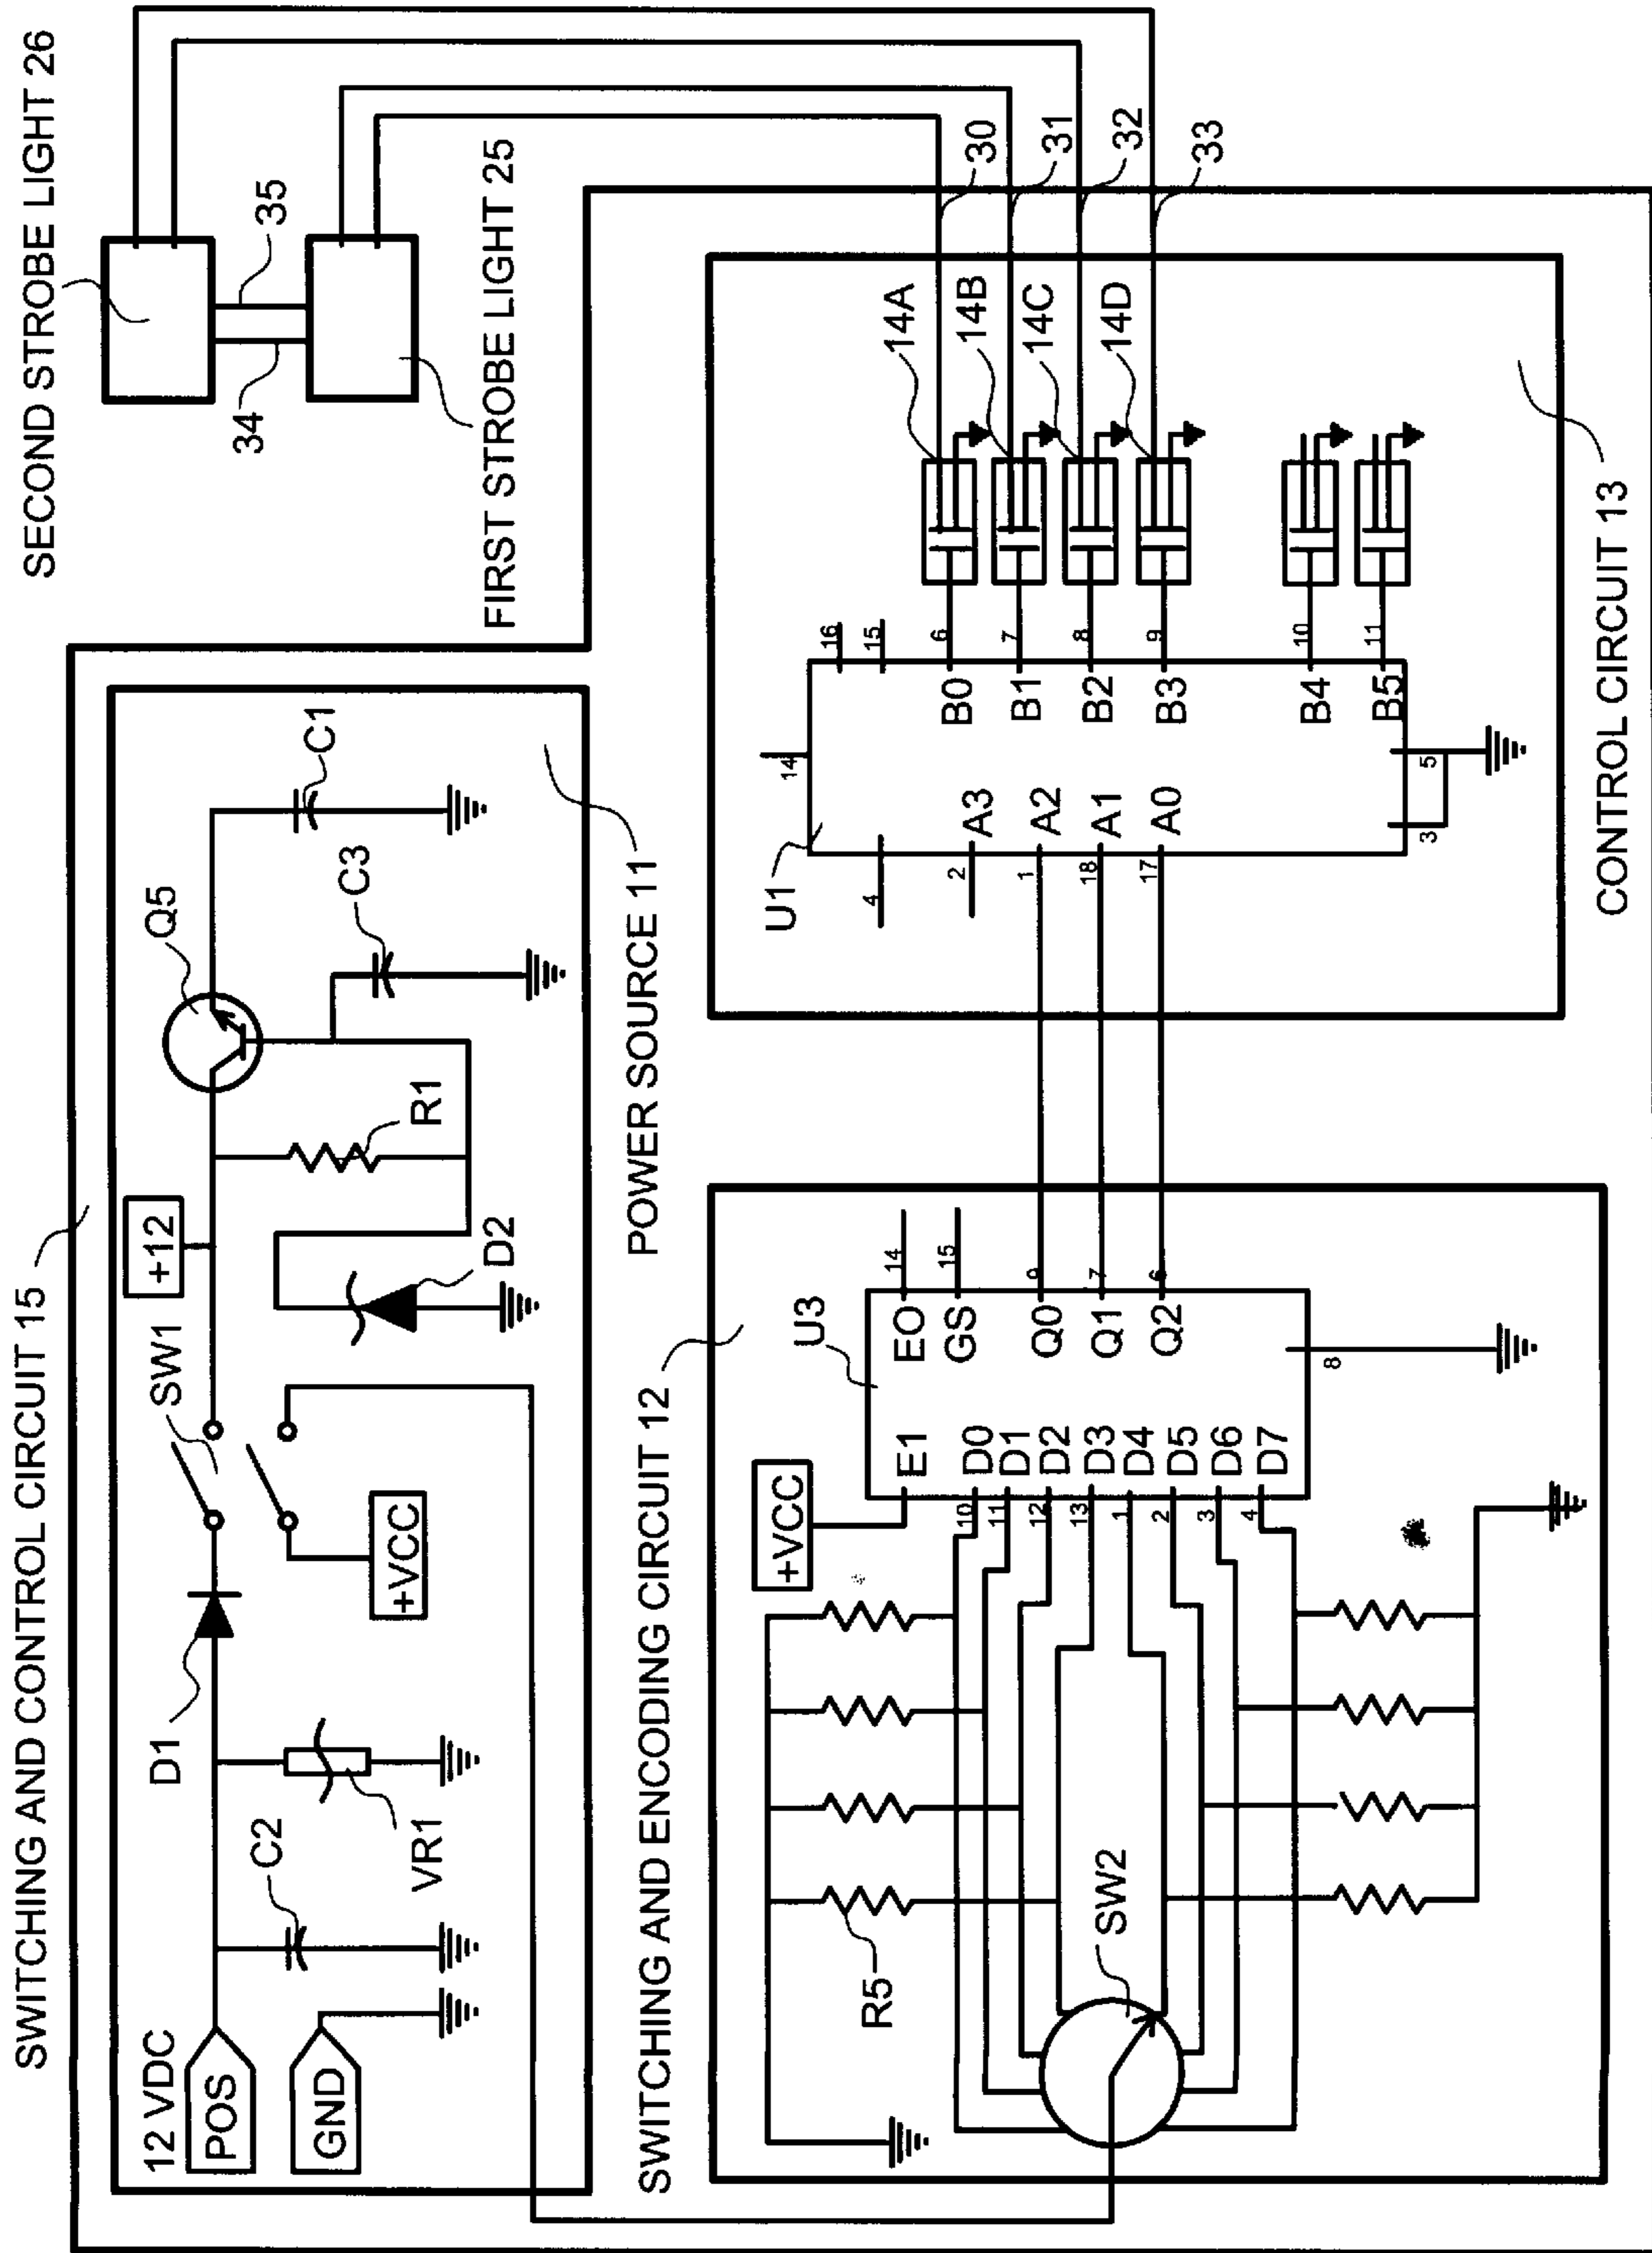 SWITCHING AND CONTROL CIRCUIT 15
SECOND STROBE LIGHT 26
35
34
FIRST STROBE LIGHT 25
12 VDC
POS
GND
C2
VR1
D1
SW1
+VCC
+12
D2
R1
Q5
C3
C1
POWER SOURCE 11
SWITCHING AND ENCODING CIRCUIT 12
R5
SW2
+VCC
U3
E1
D0
D1
D2
D3
D4
D5
D6
D7
10
11
12
13
1
2
3
4
EO
GS
Q0
Q1
Q2
14
15
9
7
6
8
U1
4
2
1
18
17
A3
A2
A1
A0
14
16
15
B0
B1
B2
B3
B4
B5
6
7
8
9
10
11
3
5
14A
14B
14C
14D
30
31
32
33
CONTROL CIRCUIT 13